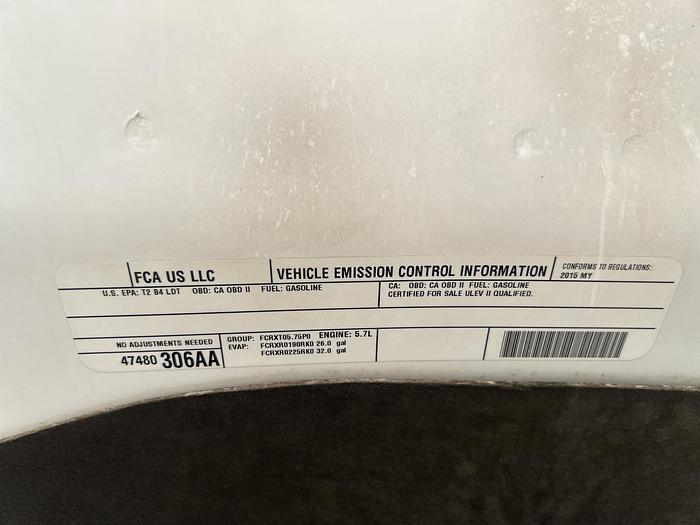 FCA US LLC
VEHICLE EMISSION CONTROL INFORMATION
CONFORMS TO REGULATIONS:
2015 MY
U.S. EPA: T2 B4 LDT OBD: CA OBD II FUEL: GASOLINE
CA: OBD: CA OBD II FUEL: GASOLINE
CERTIFIED FOR SALE ULEV II QUALIFIED.
NO ADJUSTMENTS NEEDED
47480 306AA
GROUP: FCRXT05.75P0 ENGINE: 5.7L
EVAP: FCRXR0190RK0 26.0 gal
FCRXR0225RK0 32.0 gal